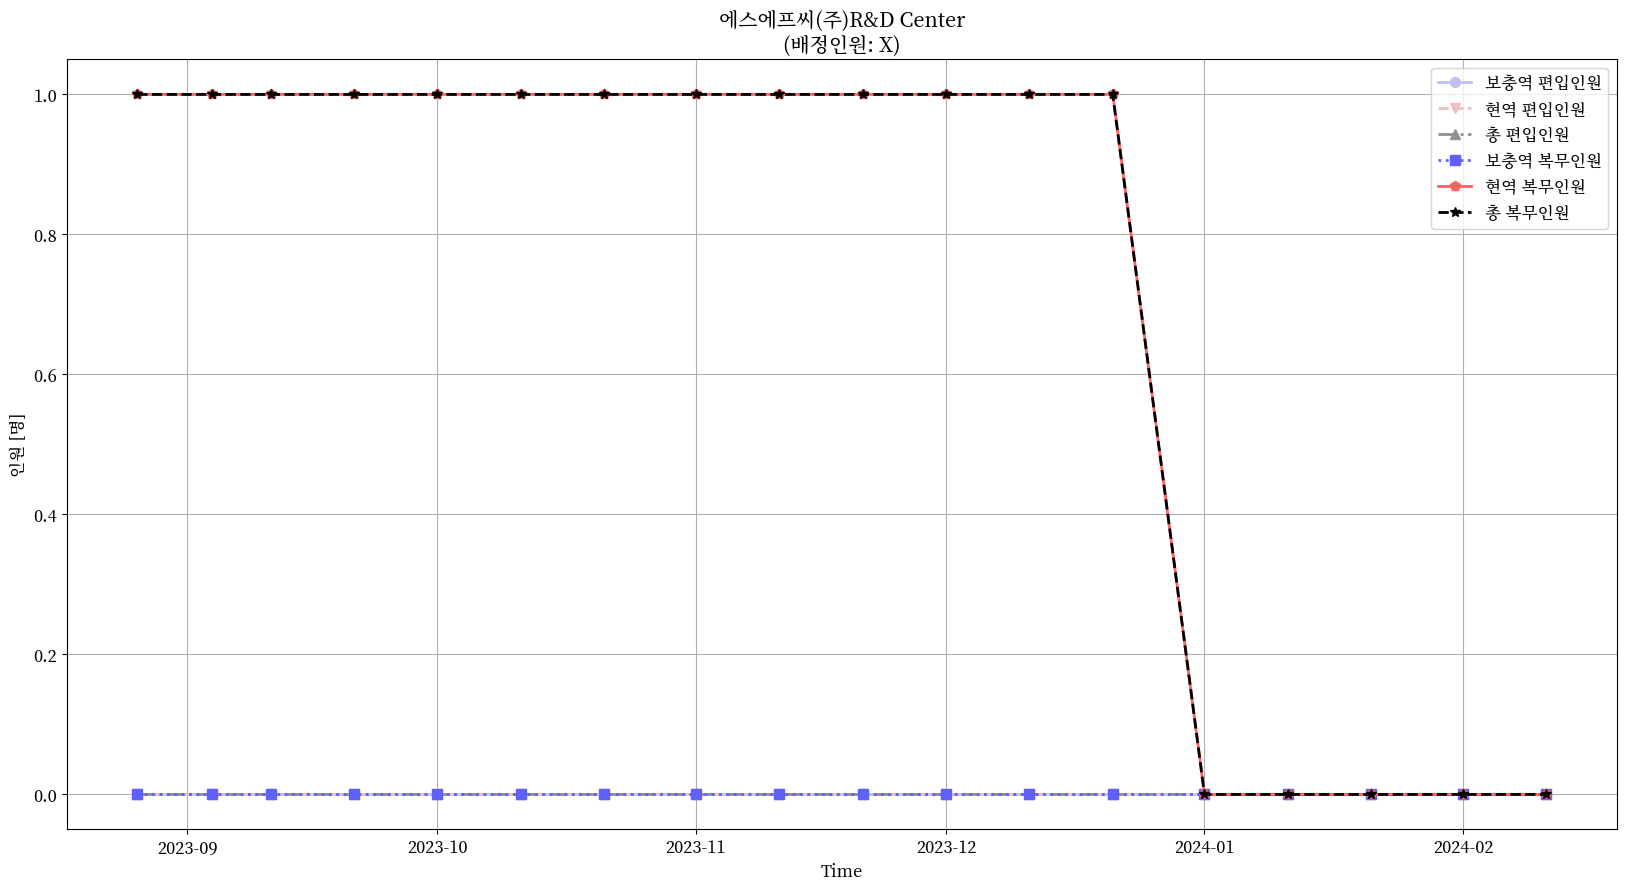 에스에프씨(주)R&D Center
(배정인원: X)
보충역 편입인원
현역 편입인원
총 편입인원
보충역 복무인원
현역 복무인원
총 복무인원
인원 [명]
1.0
0.8
0.6
0.4
0.2
0.0
2023-09
2023-10
2023-11
2023-12
2024-01
2024-02
Time